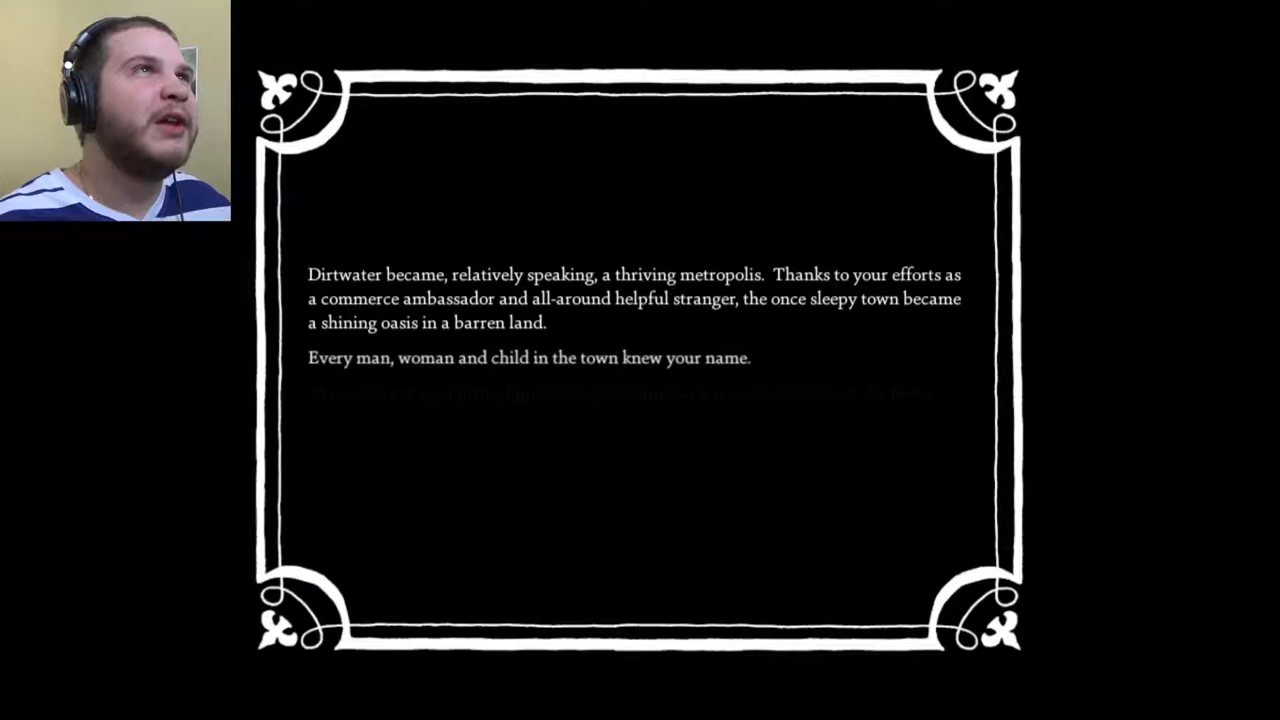 Dirtwater became, relatively speaking, a thriving metropolis. Thanks to your efforts as
a commerce ambassador and all-around helpful stranger, the once sleepy town became
a shining oasis in a barren land.
Every man, woman and child in the town knew your name.